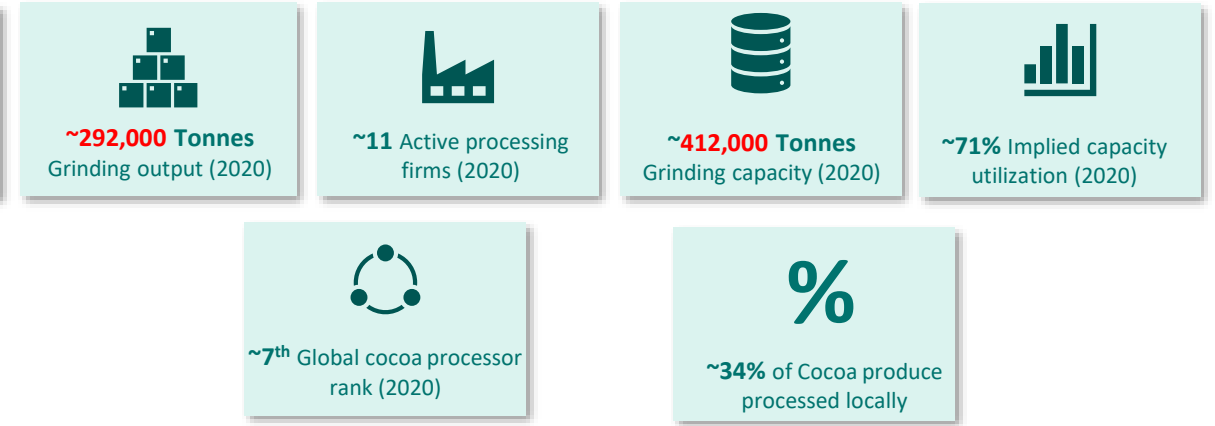 ~292,000 Tonnes
Grinding output (2020)
~11 Active processing
firms (2020)
~412,000 Tonnes
Grinding capacity (2020)
~71% Implied capacity
utilization (2020)
~7th Global cocoa processor
rank (2020)
%
~34% of Cocoa produce
processed locally